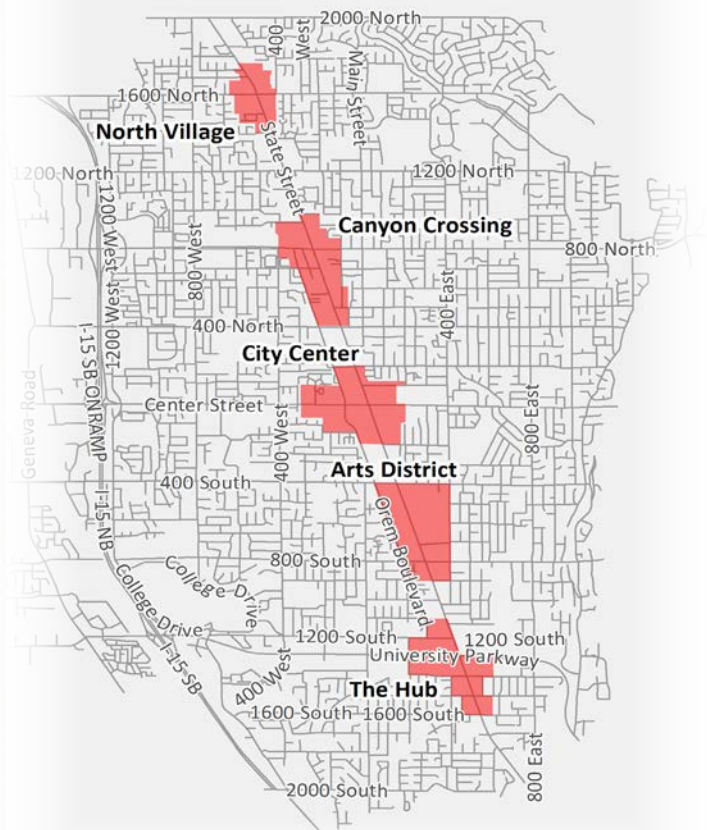 2000 North
400 West
Main Street
1600 North
North Village
State Street
1200 North
1200 North
1200 West
Canyon Crossing
800 West
800 North
400 East
400 North
1200 West
City Center
I-15 SB ONRAMP
Geneva Road
Center Street
800 East
400 West
Arts District
400 South
I-15 NB
Orem Boulevard
800 South
College Drive
College Drive
1200 South
1200 South
University Parkway
I-15 SB
400 West
The Hub
1600 South
1600 South
800 East
2000 South